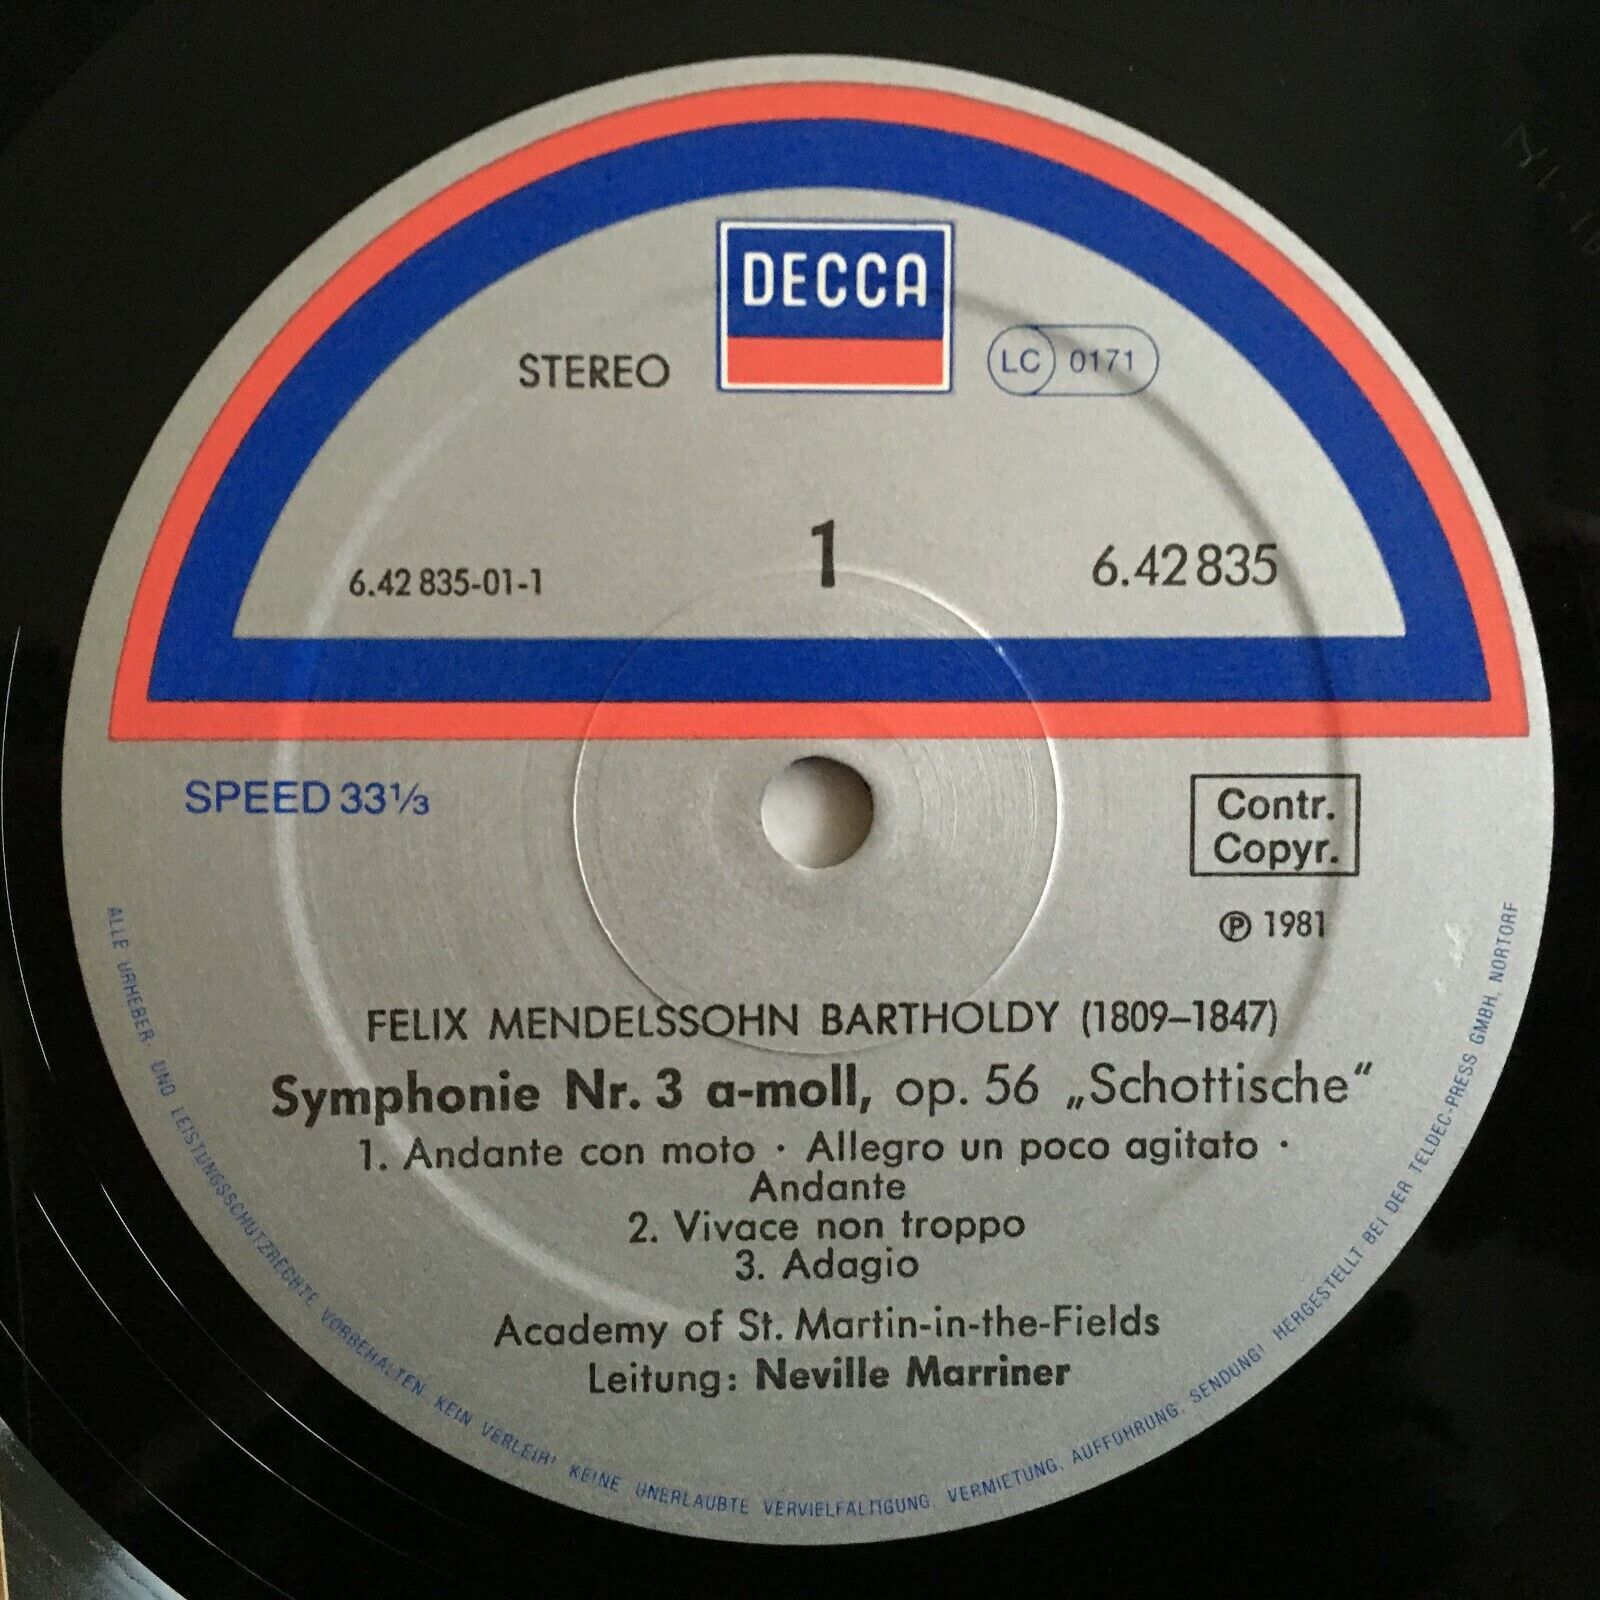 DECCA
STEREO
LC 0171
1
6.42 835-01-1
6.42 835
SPEED 33⅓
Contr.
Copyr.
℗ 1981
FELIX MENDELSSOHN BARTHOLDY (1809–1847)
Symphonie Nr. 3 a-moll, op. 56 „Schottische“
1. Andante con moto · Allegro un poco agitato ·
Andante
2. Vivace non troppo
3. Adagio
Academy of St. Martin-in-the-Fields
Leitung: Neville Marriner
ALLE URHEBER UND LEISTUNGSSCHUTZRECHTE VORBEHALTEN. KEIN VERLEIH! KEINE UNERLAUBTE VERVIELFÄLTIGUNG, VERMIETUNG, AUFFÜHRUNG, SENDUNG! HERGESTELLT BEI DER TELDEC-PRESS GMBH, NORTORF